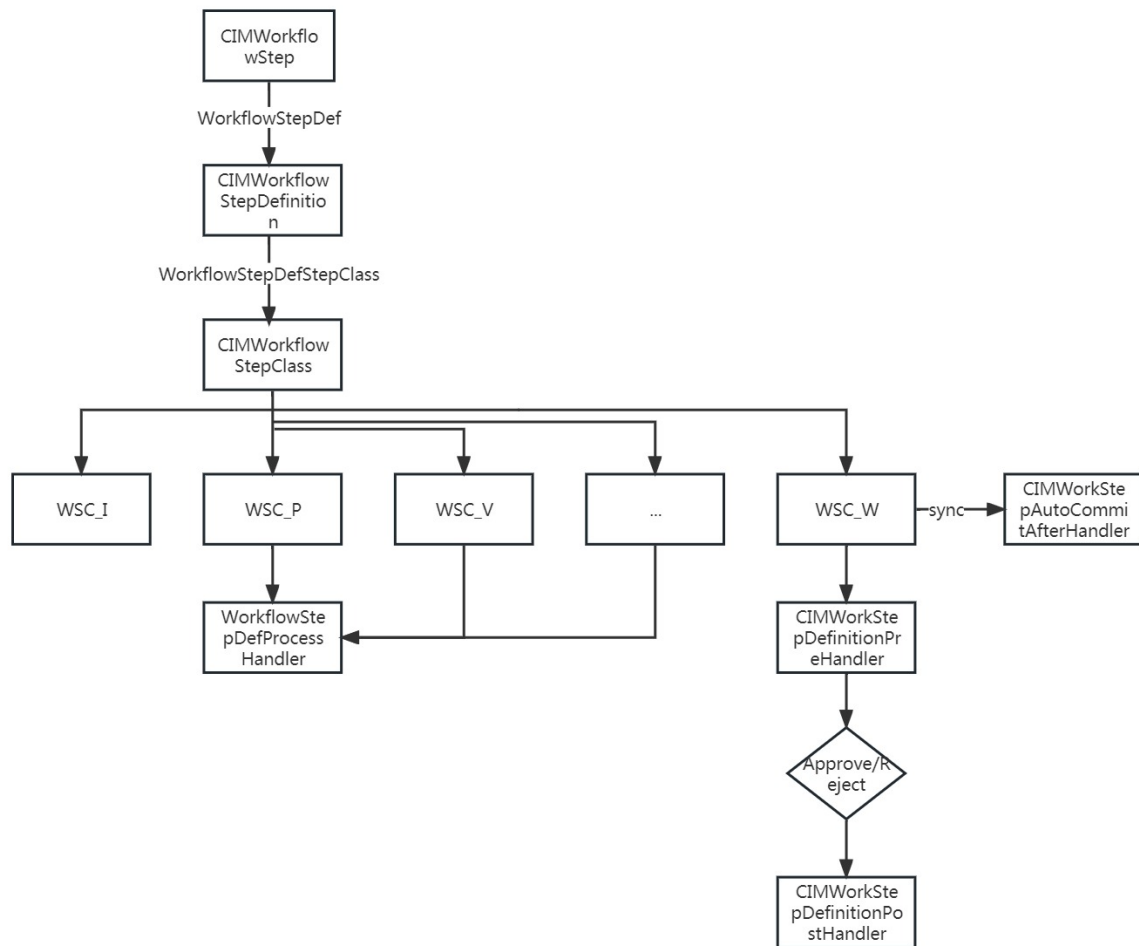 CIMWorkflo
wStep
WorkflowStepDef
CIMWorkflow
StepDefinitio
n
WorkflowStepDefStepClass
CIMWorkflow
StepClass
WSC_I
WSC_P
WSC_V
...
WSC_W
sync
CIMWorkSte
pAutoCommi
tAfterHandler
WorkflowSte
pDefProcess
Handler
CIMWorkSte
pDefinitionPr
eHandler
Approve/R
eject
CIMWorkSte
pDefinitionPo
stHandler